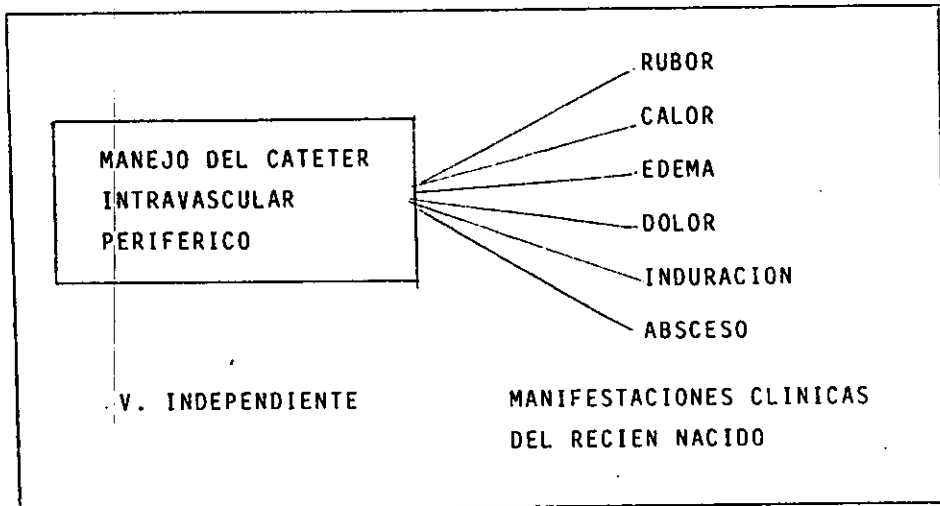 RUBOR
CALOR
MANEJO DEL CATETER
INTRAVASCULAR
PERIFERICO
EDEMA
DOLOR
INDURACION
ABSCESO
V. INDEPENDIENTE
MANIFESTACIONES CLINICAS
DEL RECIEN NACIDO